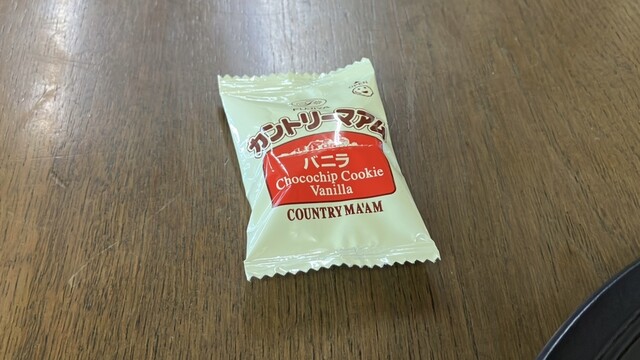 カントリーマアム
バニラ
Chocochip Cookie
Vanilla
COUNTRY MA'AM